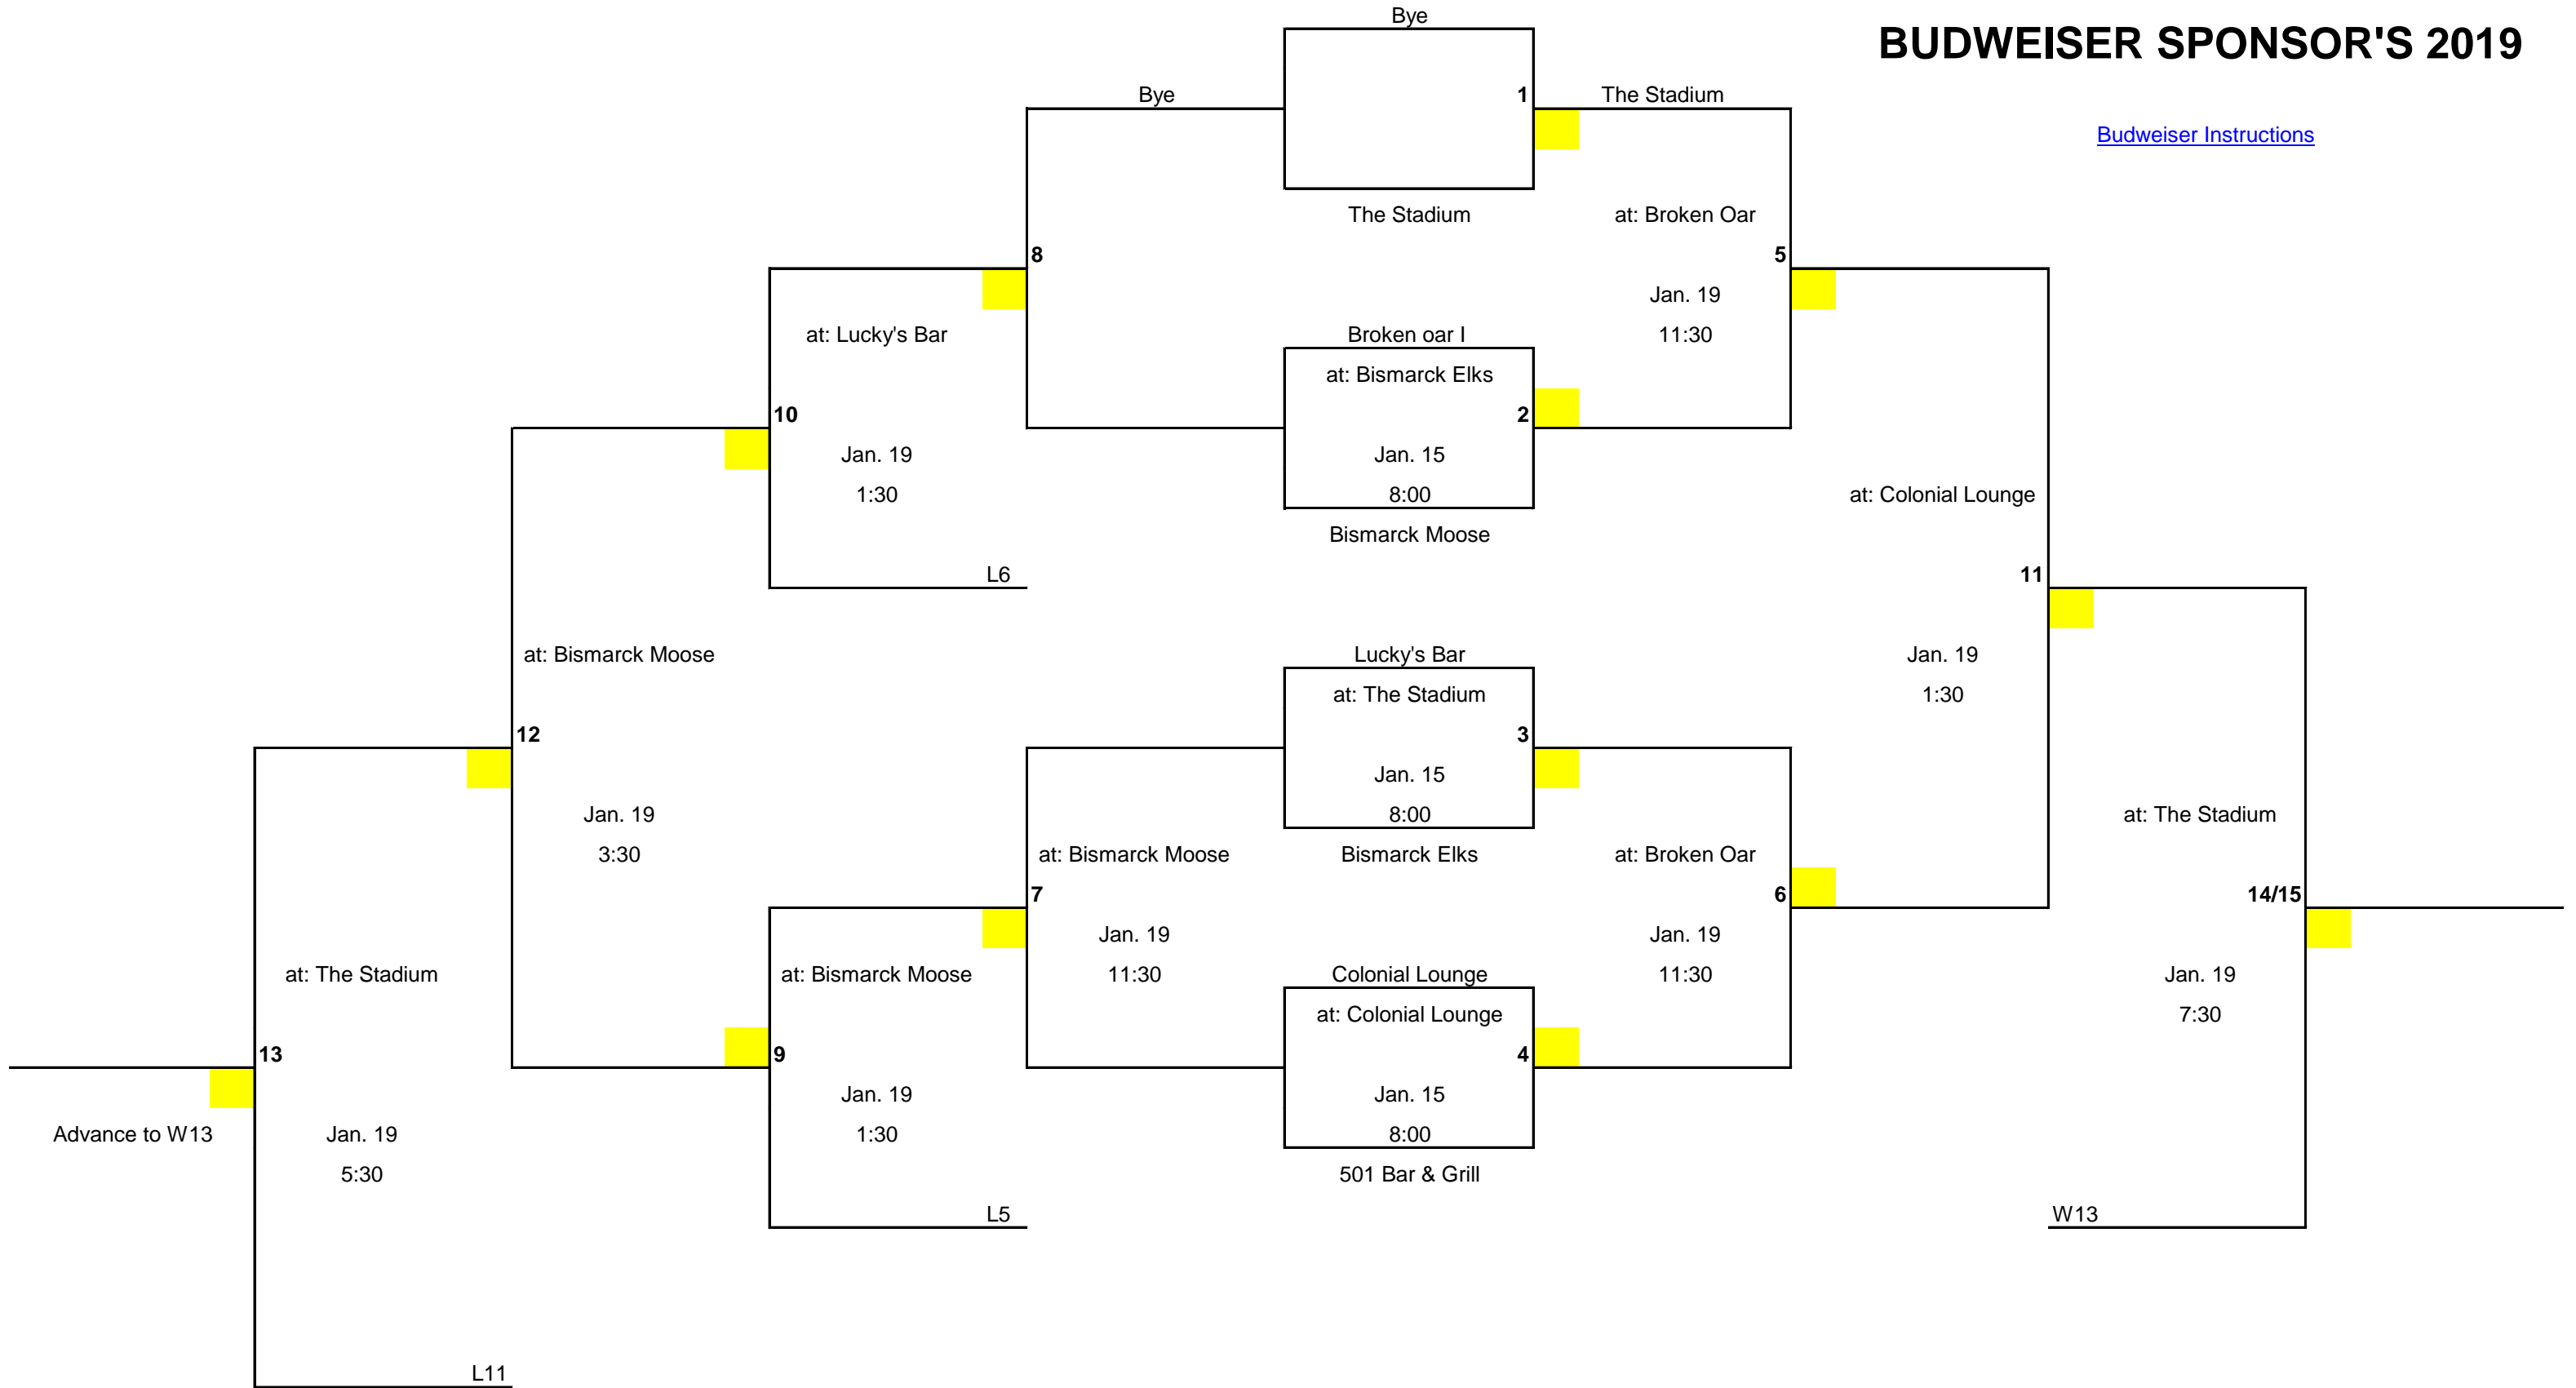 Bye
BUDWEISER SPONSOR'S 2019
Bye
1
The Stadium
Budweiser Instructions
The Stadium
at: Broken Oar
8
5
Jan. 19
at: Lucky's Bar
Broken oar I
11:30
at: Bismarck Elks
10
2
Jan. 19
Jan. 15
1:30
8:00
at: Colonial Lounge
Bismarck Moose
L6
11
at: Bismarck Moose
Lucky's Bar
Jan. 19
at: The Stadium
1:30
12
3
Jan. 15
Jan. 19
8:00
at: The Stadium
3:30
at: Bismarck Moose
Bismarck Elks
at: Broken Oar
7
6
14/15
Jan. 19
Jan. 19
at: The Stadium
at: Bismarck Moose
11:30
Colonial Lounge
11:30
Jan. 19
at: Colonial Lounge
7:30
13
9
4
Jan. 19
Jan. 15
Advance to W13
Jan. 19
1:30
8:00
5:30
501 Bar & Grill
L5
W13
L11